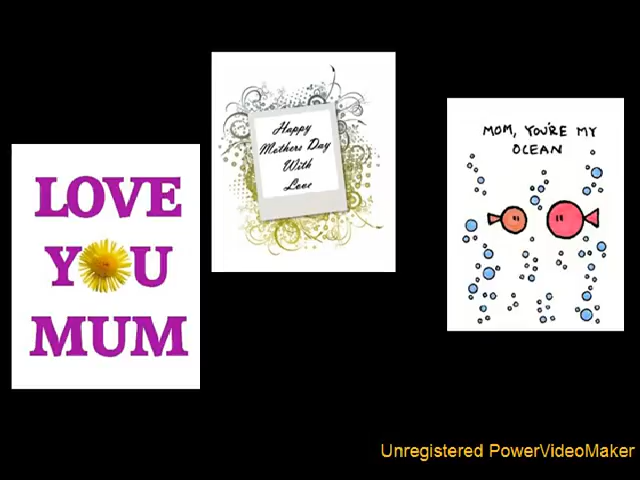 LOVE
YOU
MUM
Happy
Mothers Day
With
Love
MOM, YOU'RE MY
OCEAN
Unregistered PowerVideoMaker